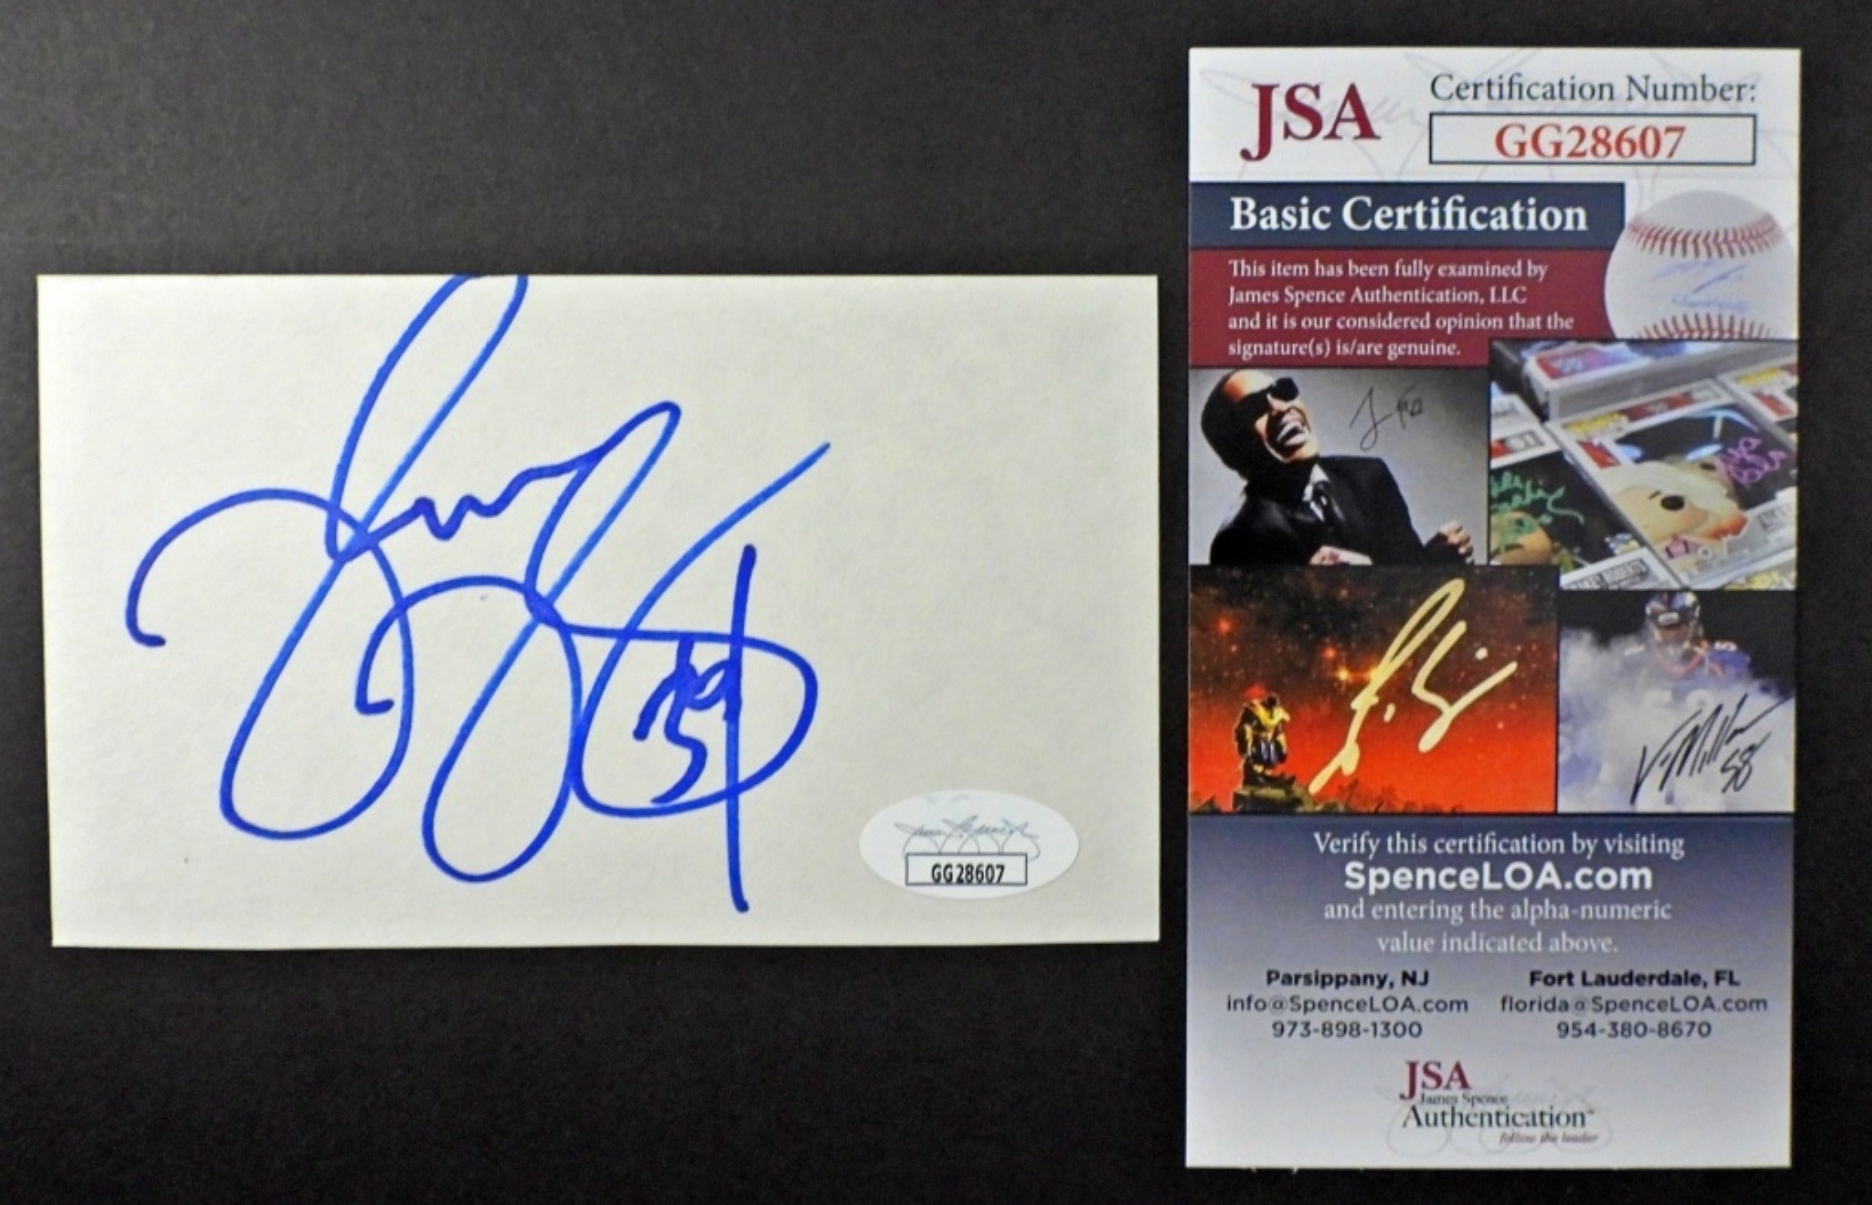 JSA
Certification Number:
GG28607
Basic Certification
This item has been fully examined by
James Spence Authentication, LLC
and it is our considered opinion that the
signature(s) is/are genuine.
V. Miller
58
GG28607
Verify this certification by visiting
SpenceLOA.com
and entering the alpha-numeric
value indicated above.
Parsippany, NJ
info@SpenceLOA.com
973-898-1300
Fort Lauderdale, FL
florida@SpenceLOA.com
954-380-8670
JSA
James Spence
Authentication
follow the leader